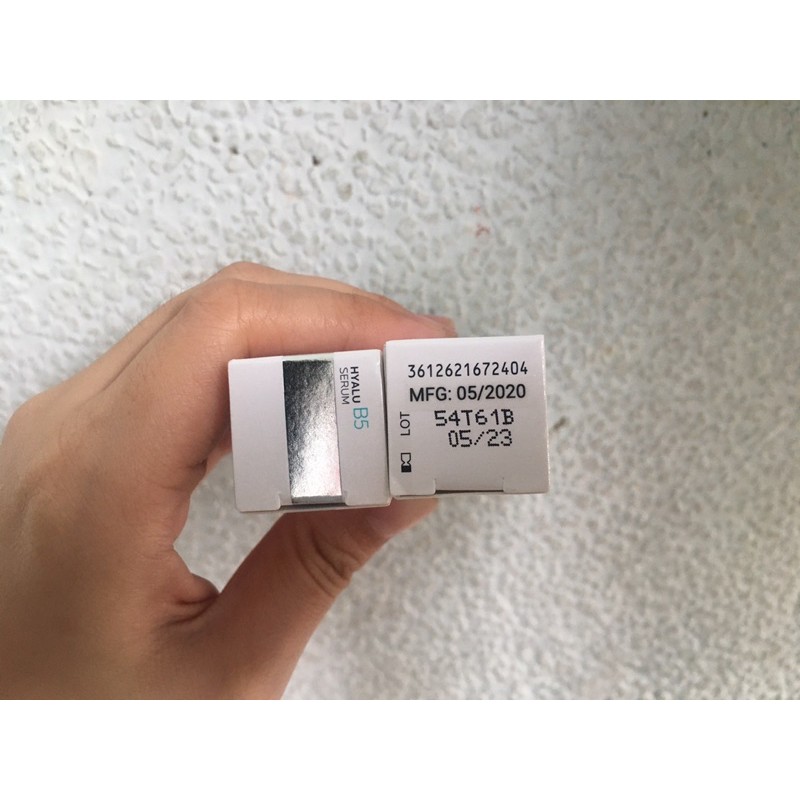 HYALU B5
SERUM
3612621672404
MFG: 05/2020
LOT
54T61B
05/23